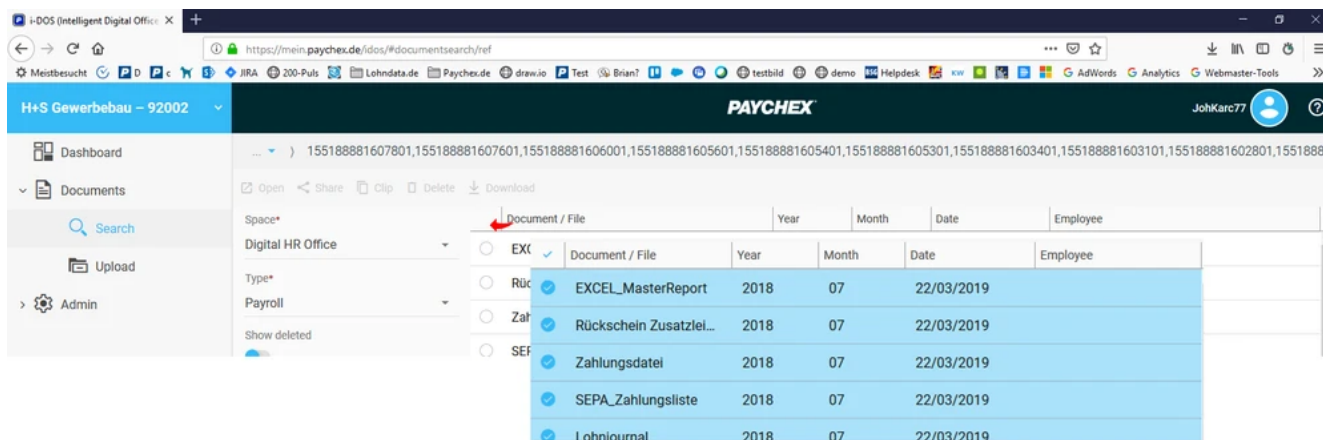 i-DOS (Intelligent Digital Office
https://mein.paychex.de/idos/#documentsearch/ref
Meistbesucht D c JIRA 200-Puls Lohndata.de Paychex.de draw.io Test Brian? testbild demo Helpdesk KW AdWords Analytics Webmaster-Tools
H+S Gewerbebau – 92002 PAYCHEX JohKarc77
Dashboard
Documents
Search
Upload
Admin
... 155188881607801,155188881607601,155188881606001,155188881605601,155188881605401,155188881605301,155188881603401,155188881603101,155188881602801,1551888
Open Share Clip Delete Download
Space*
Digital HR Office
Type*
Payroll
Show deleted
Document / File Year Month Date Employee
EXC
Rüc
Zah
SEF
Document / File Year Month Date Employee
EXCEL_MasterReport 2018 07 22/03/2019
Rückschein Zusatzlei... 2018 07 22/03/2019
Zahlungsdatei 2018 07 22/03/2019
SEPA_Zahlungsliste 2018 07 22/03/2019
Lohnjournal 2018 07 22/03/2019